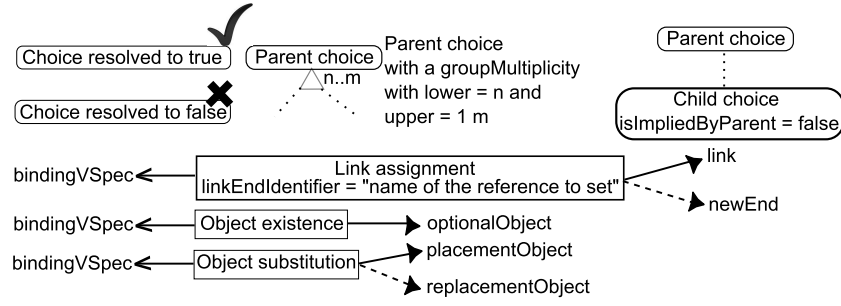 Choice resolved to true
Choice resolved to false
Parent choice
n..m
Parent choice
with a groupMultiplicity
with lower = n and
upper = 1 m
Parent choice
Child choice
isImpliedByParent = false
bindingVSpec
Link assignment
linkEndIdentifier = "name of the reference to set"
link
newEnd
bindingVSpec
Object existence
optionalObject
bindingVSpec
Object substitution
placementObject
replacementObject